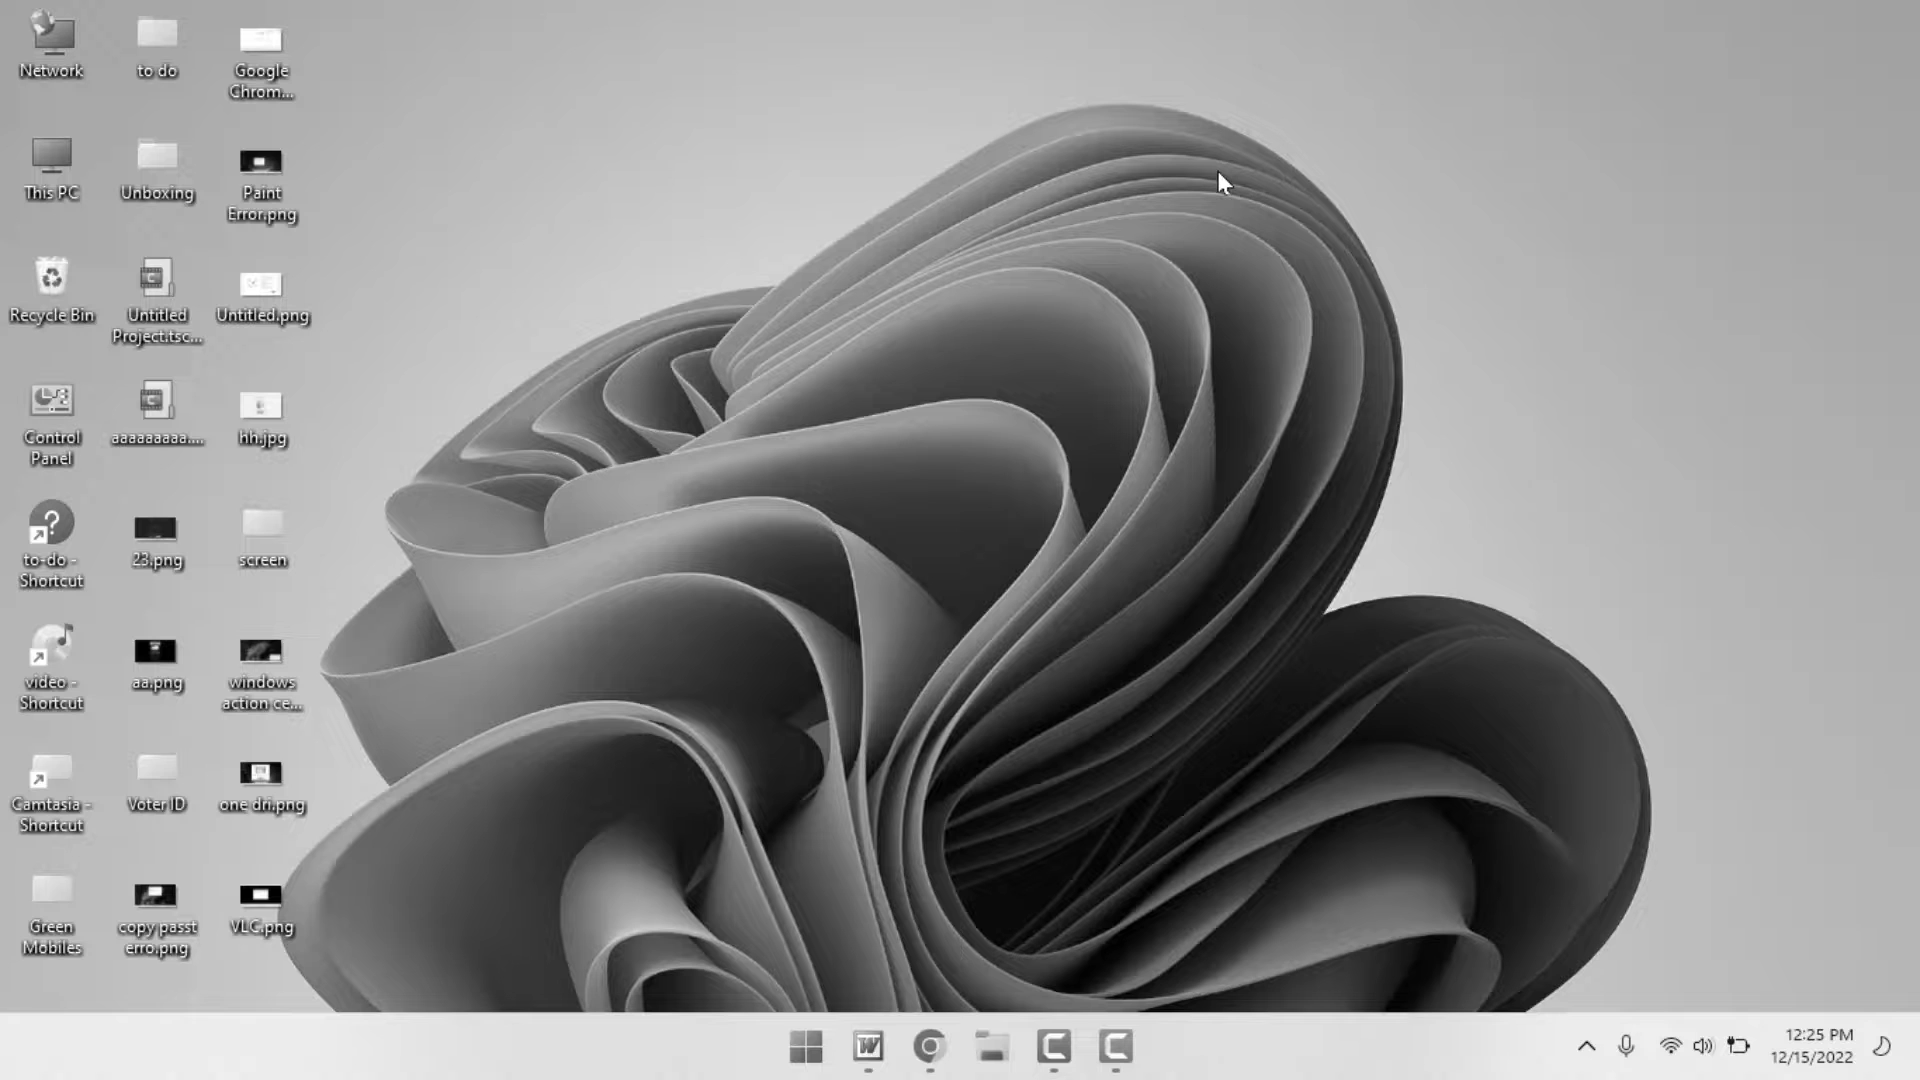 Network
to do
Google
Chrom...
This PC
Unboxing
Paint
Error.png
Recycle Bin
Untitled
Project.tsc...
Untitled.png
Control
Panel
aaaaaaaaa....
hh.jpg
to-do -
Shortcut
23.png
screen
video -
Shortcut
aa.png
windows
action ce...
Camtasia -
Shortcut
Voter ID
one dri.png
Green
Mobiles
copy passt
erro.png
VLC.png
12:25 PM
12/15/2022